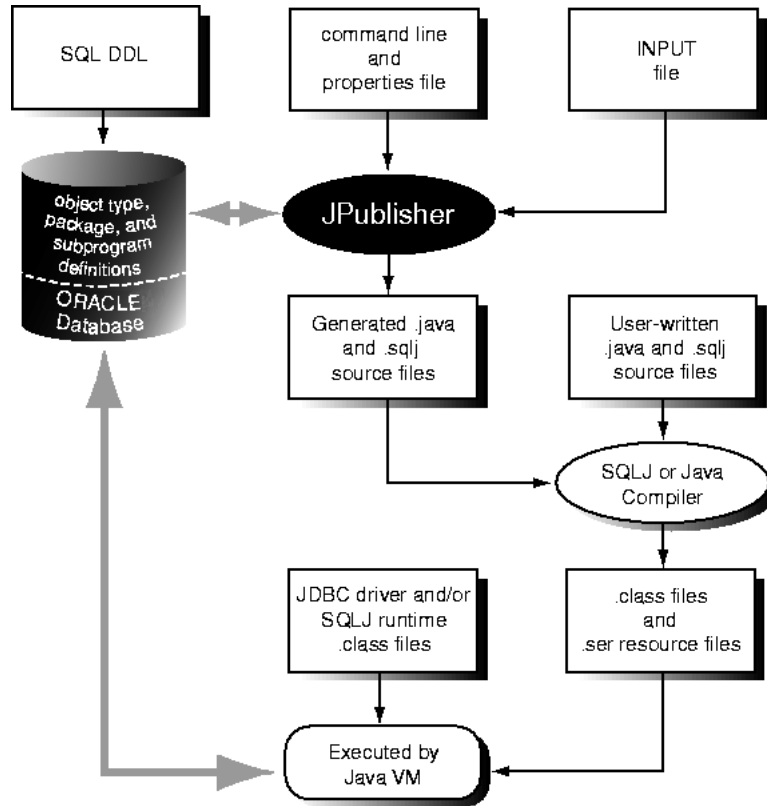 SQL DDL
command line
and
properties file
INPUT
file
object type,
package, and
subprogram
definitions
ORACLE
Database
JPublisher
Generated .java
and .sqlj
source files
User-written
.java and .sqlj
source files
SQLJ or Java
Compiler
JDBC driver and/or
SQLJ runtime
.class files
.class files
and
.ser resource files
Executed by
Java VM